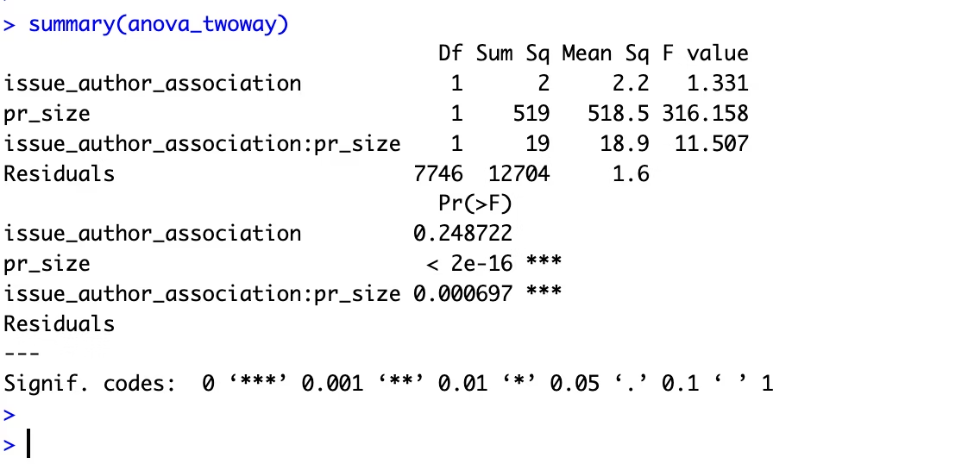 > summary(anova_twoway)
Df Sum Sq Mean Sq F value
issue_author_association 1 2 2.2 1.331
pr_size 1 519 518.5 316.158
issue_author_association:pr_size 1 19 18.9 11.507
Residuals 7746 12704 1.6
Pr(>F)
issue_author_association 0.248722
pr_size < 2e-16 ***
issue_author_association:pr_size 0.000697 ***
Residuals
---
Signif. codes: 0 ‘***’ 0.001 ‘**’ 0.01 ‘*’ 0.05 ‘.’ 0.1 ‘ ’ 1
>
>